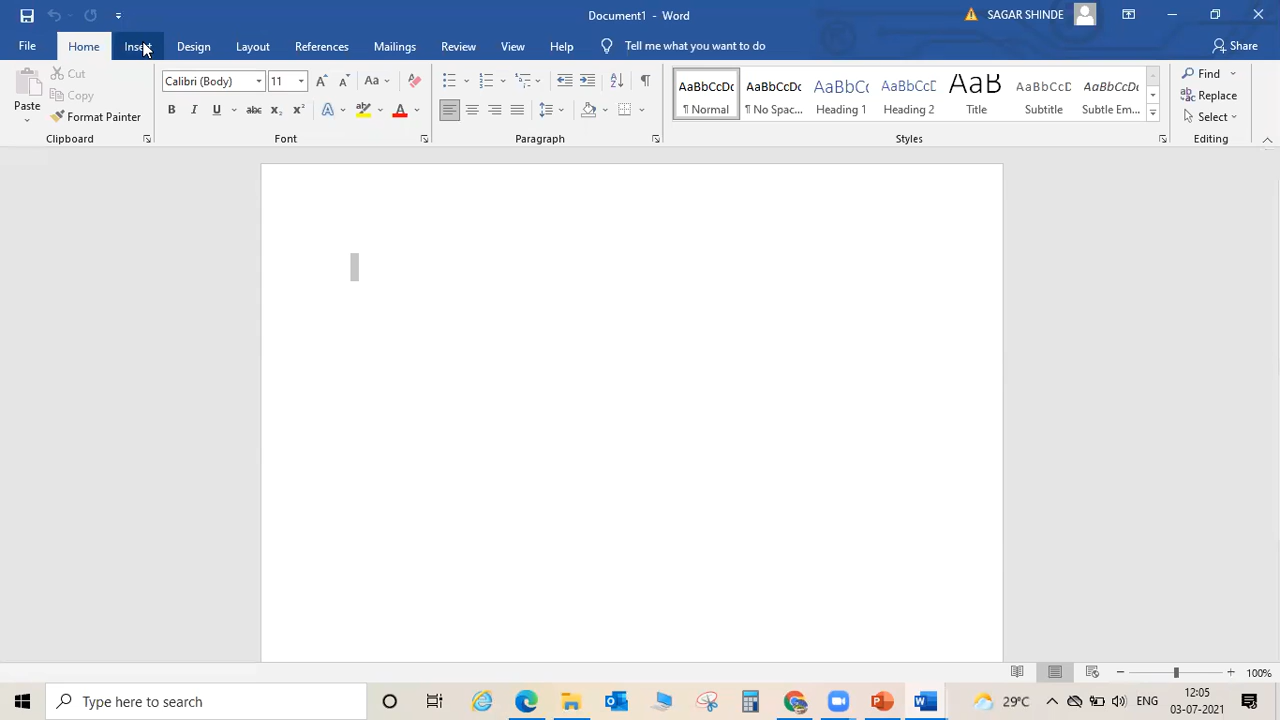 Document1 - Word
SAGAR SHINDE
File Home Insert Design Layout References Mailings Review View Help Tell me what you want to do Share
Paste
Cut
Copy
Format Painter
Clipboard
Calibri (Body) 11
Aa
B I U abc x₂ x² A A
Font
Paragraph
AaBbCcDc AaBbCcDc AaBbCc AaBbCcD AaB AaBbCcD AaBbCcDc
¶ Normal ¶ No Spac... Heading 1 Heading 2 Title Subtitle Subtle Em...
Styles
Find
Replace
Select
Editing
100%
Type here to search
29°C
ENG
12:05
03-07-2021